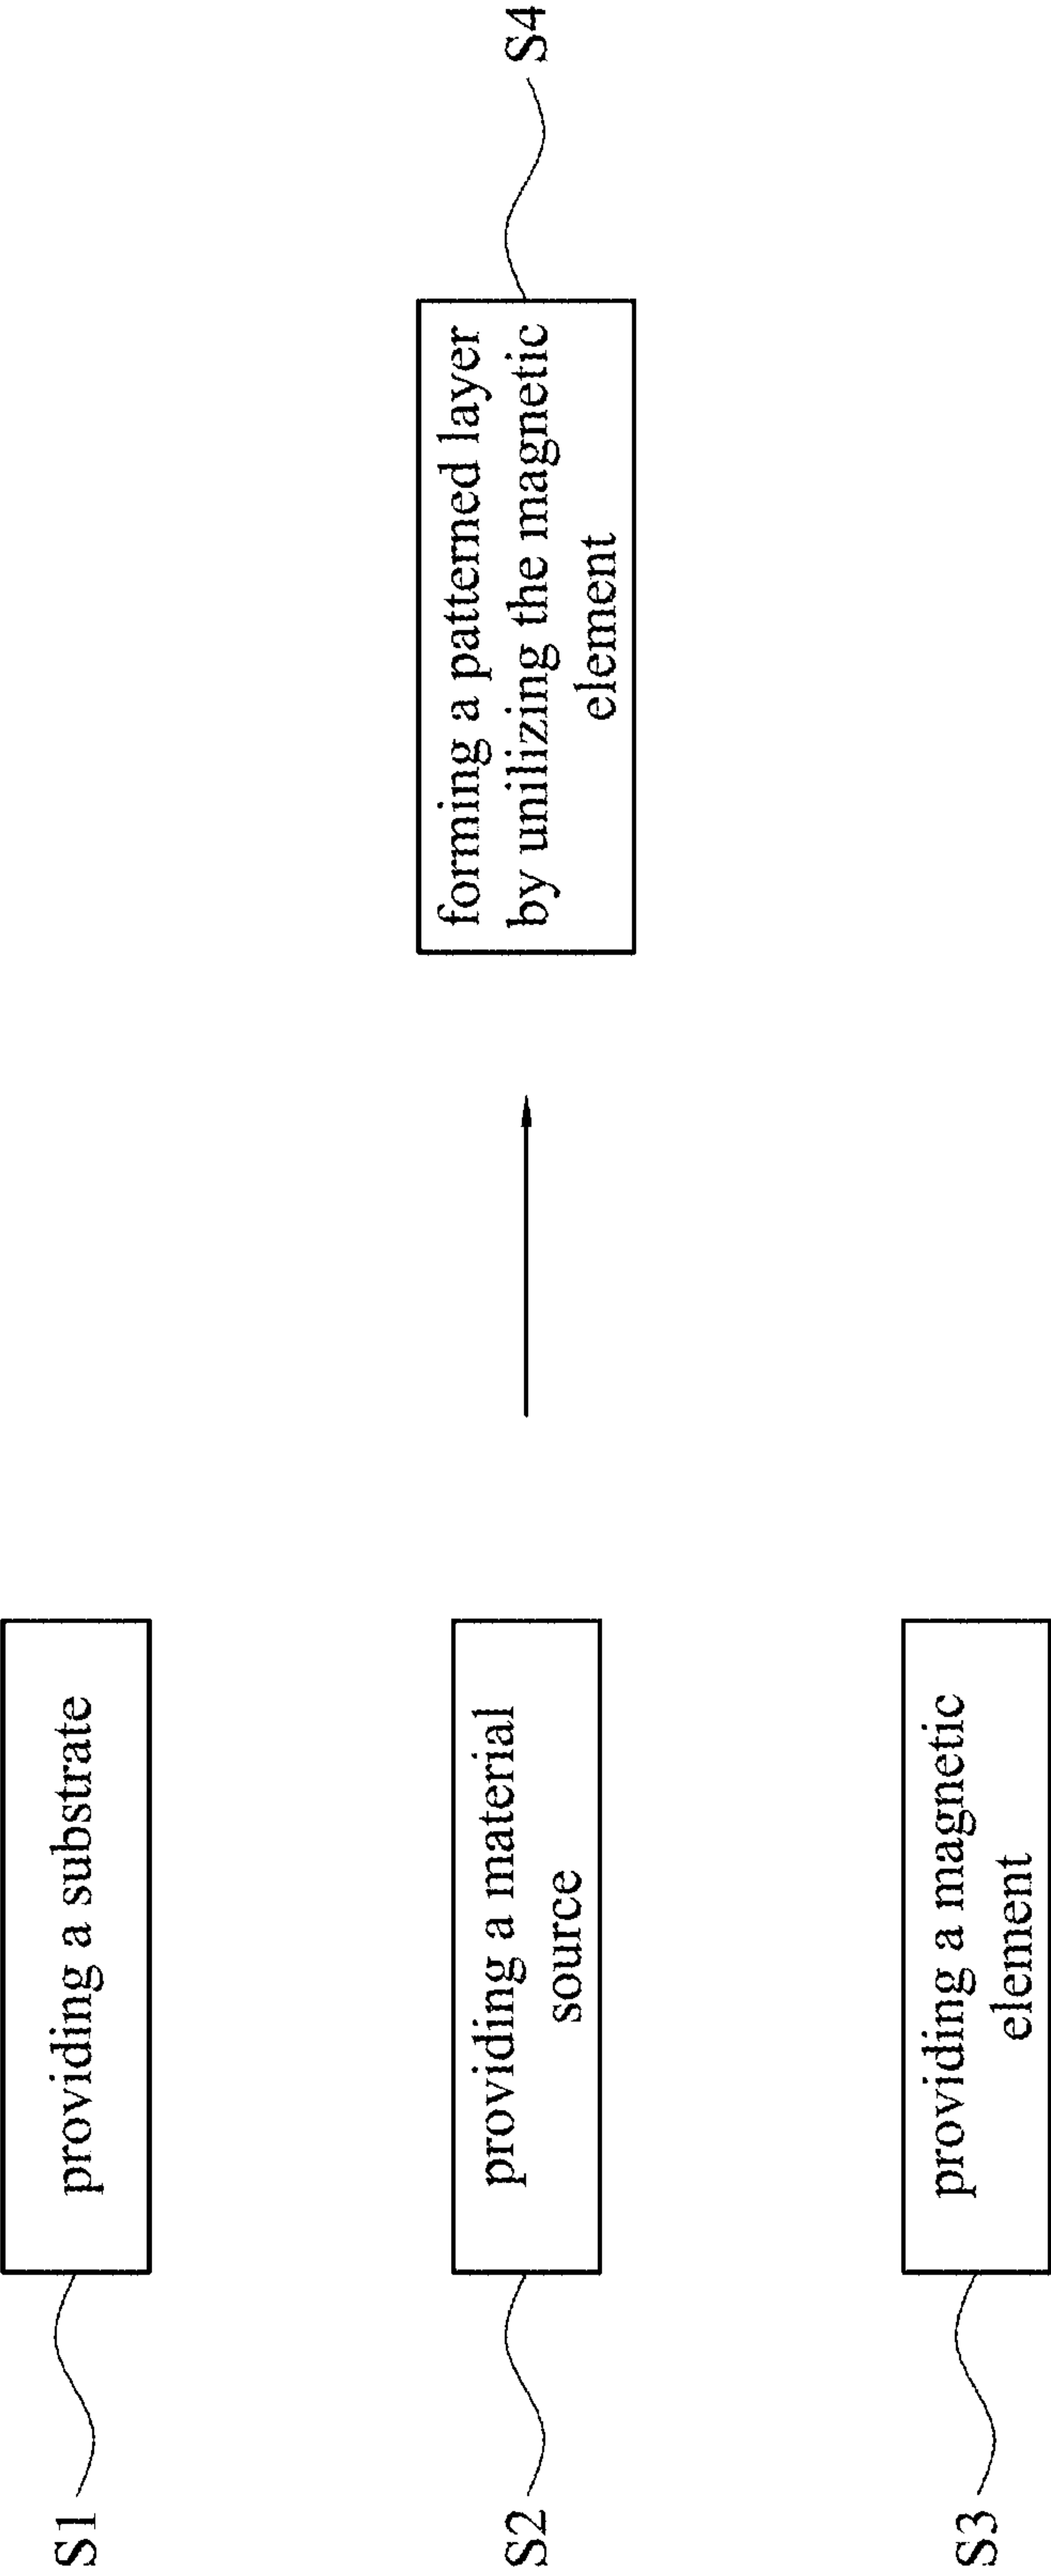 S1
providing a substrate
S2
providing a material
source
S3
providing a magnetic
element
forming a patterned layer
by unilizing the magnetic
element
S4